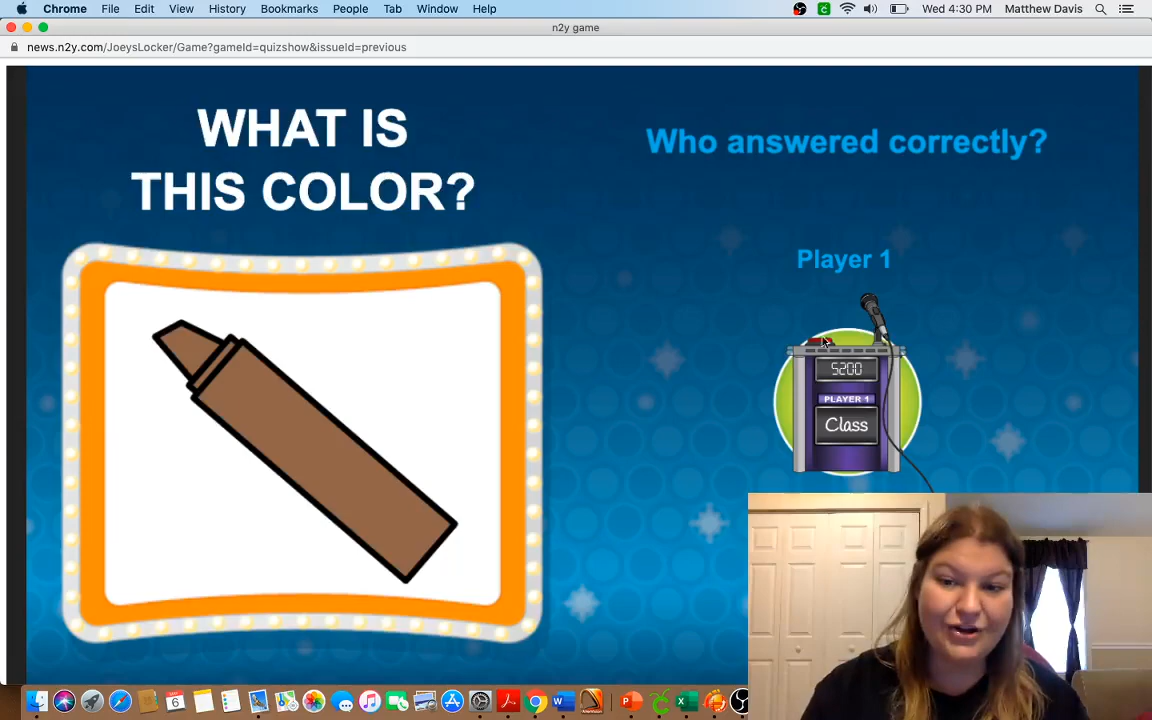 Chrome File Edit View History Bookmarks People Tab Window Help Wed 4:30 PM Matthew Davis
n2y game
news.n2y.com/JoeysLocker/Game?gameId=quizshow&issueId=previous
WHAT IS
THIS COLOR?
Who answered correctly?
Player 1
5200
PLAYER 1
Class